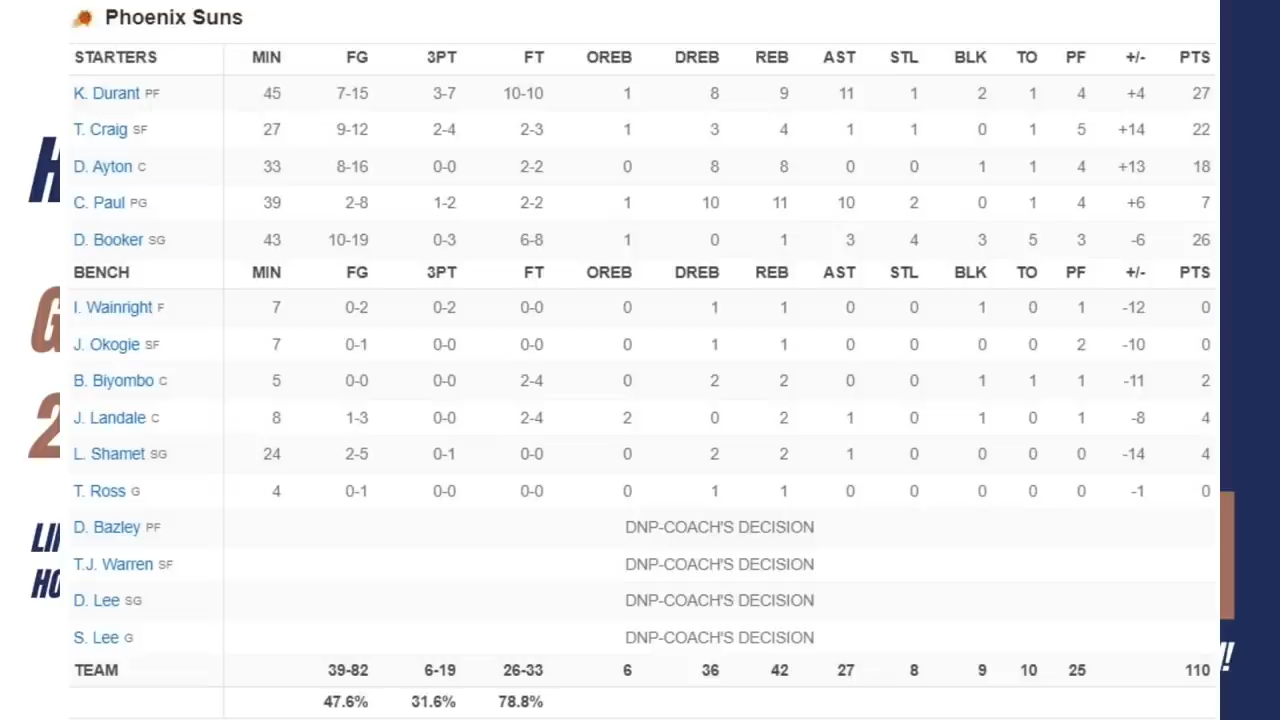 Phoenix Suns
STARTERS MIN FG 3PT FT OREB DREB REB AST STL BLK TO PF +/- PTS
K. Durant PF 45 7-15 3-7 10-10 1 8 9 11 1 2 1 4 +4 27
T. Craig SF 27 9-12 2-4 2-3 1 3 4 1 1 0 1 5 +14 22
D. Ayton C 33 8-16 0-0 2-2 0 8 8 0 0 1 1 4 +13 18
C. Paul PG 39 2-8 1-2 2-2 1 10 11 10 2 0 1 4 +6 7
D. Booker SG 43 10-19 0-3 6-8 1 0 1 3 4 3 5 3 -6 26
BENCH MIN FG 3PT FT OREB DREB REB AST STL BLK TO PF +/- PTS
I. Wainright F 7 0-2 0-2 0-0 0 1 1 0 0 1 0 1 -12 0
J. Okogie SF 7 0-1 0-0 0-0 0 1 1 0 0 0 0 2 -10 0
B. Biyombo C 5 0-0 0-0 2-4 0 2 2 0 0 1 1 1 -11 2
J. Landale C 8 1-3 0-0 2-4 2 0 2 1 0 1 0 1 -8 4
L. Shamet SG 24 2-5 0-1 0-0 0 2 2 1 0 0 0 0 -14 4
T. Ross G 4 0-1 0-0 0-0 0 1 1 0 0 0 0 0 -1 0
D. Bazley PF DNP-COACH'S DECISION
T.J. Warren SF DNP-COACH'S DECISION
D. Lee SG DNP-COACH'S DECISION
S. Lee G DNP-COACH'S DECISION
TEAM 39-82 6-19 26-33 6 36 42 27 8 9 10 25 110
47.6% 31.6% 78.8%